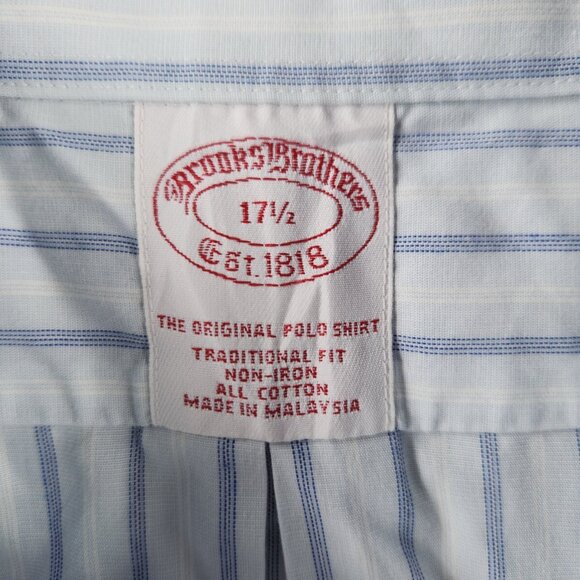 Brooks Brothers
17½
Est. 1818
THE ORIGINAL POLO SHIRT
TRADITIONAL FIT
NON-IRON
ALL COTTON
MADE IN MALAYSIA